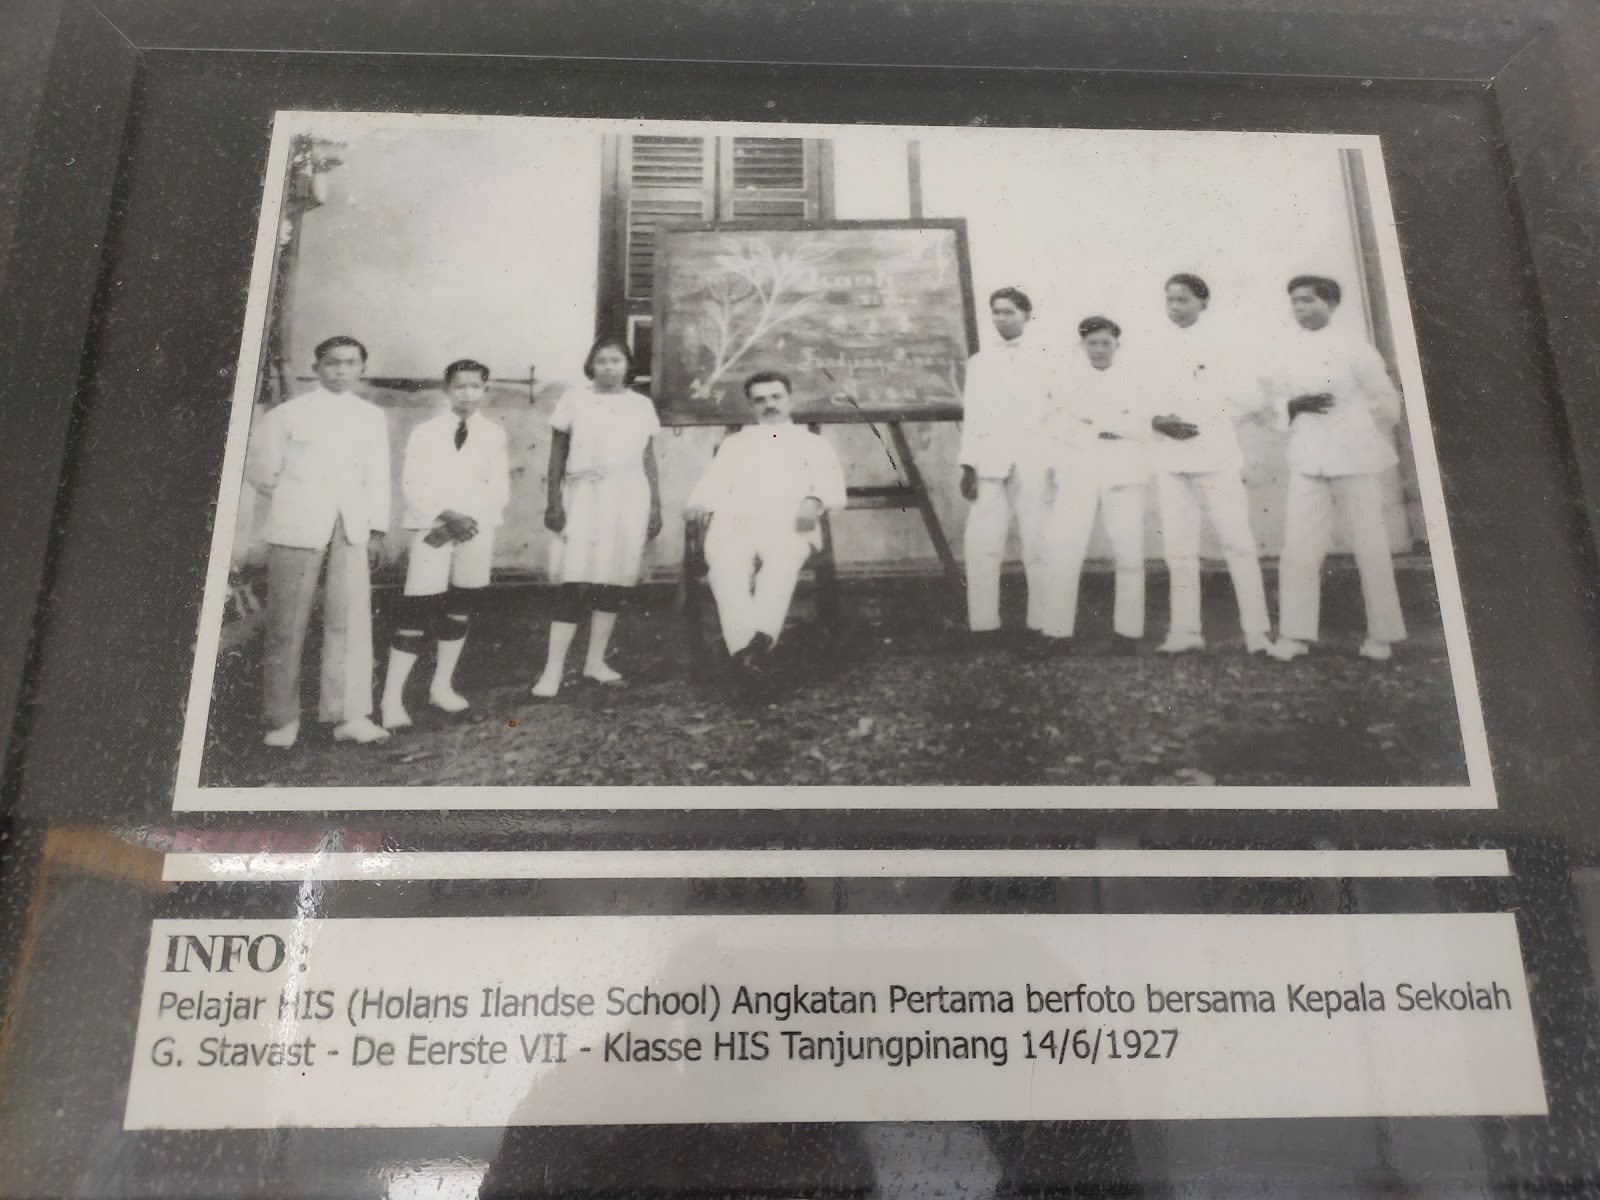 INFO :
Pelajar HIS (Holans Ilandse School) Angkatan Pertama berfoto bersama Kepala Sekolah
G. Stavast - De Eerste VII - Klasse HIS Tanjungpinang 14/6/1927